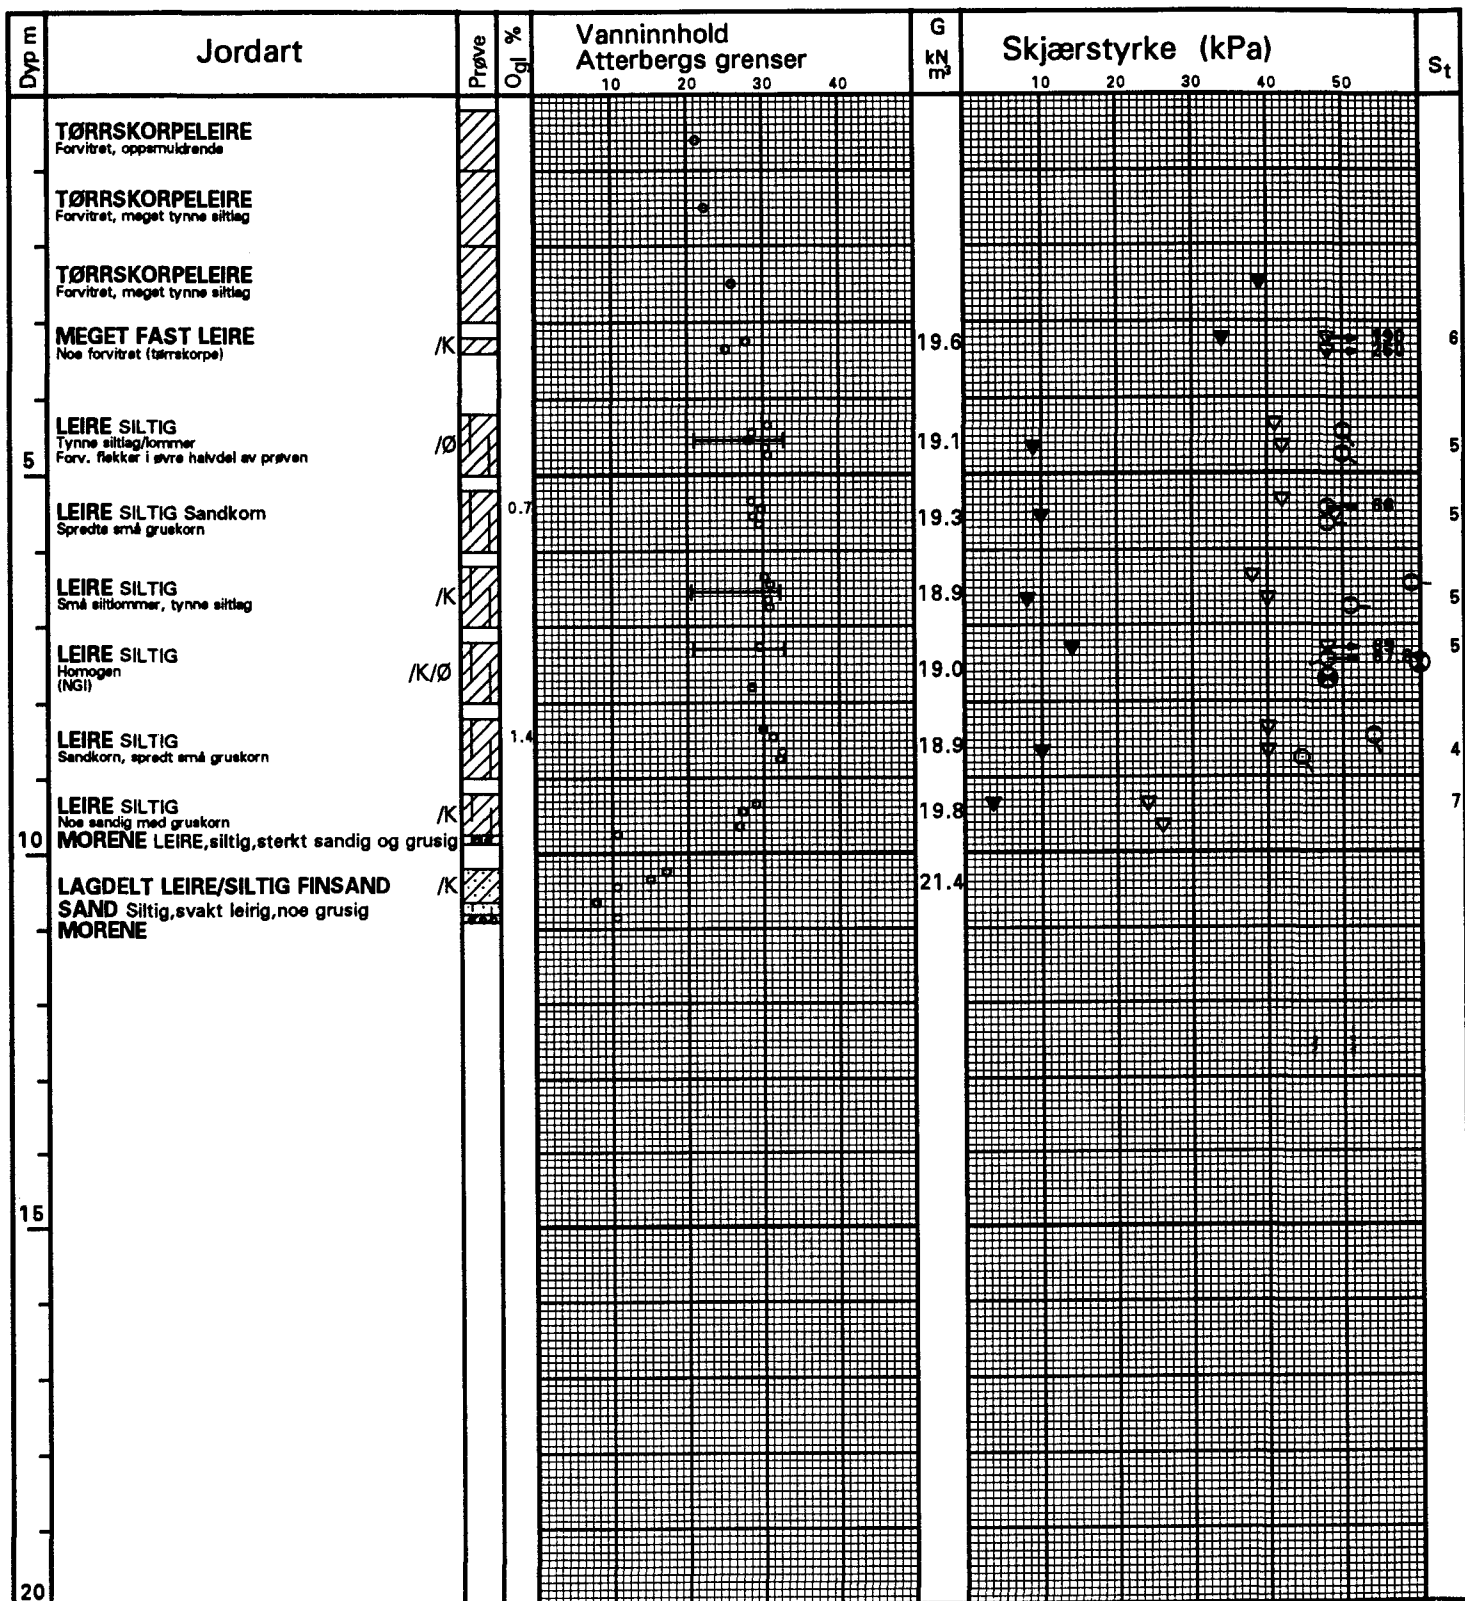 Dyp m
Jordart
Prøve
Ogl %
Vanninnhold
Atterbergs grenser
10 20 30 40
G
kN
m³
Skjærstyrke (kPa)
10 20 30 40 50
St
TØRRSKORPELEIRE
Forvitret, oppsmuldrende
TØRRSKORPELEIRE
Forvitret, meget tynne siltlag
TØRRSKORPELEIRE
Forvitret, meget tynne siltlag
MEGET FAST LEIRE
Noe forvitret (tørrskorpe) /K 19.6 6
LEIRE SILTIG
Tynne siltlag/lommer /Ø 19.1 5
Forv. flekker i øvre halvdel av prøven
5
LEIRE SILTIG Sandkorn 0.7 19.3 5
Spredte små gruskorn
LEIRE SILTIG
Små siltlommer, tynne siltlag /K 18.9 5
LEIRE SILTIG 5
Homogen /K/Ø 19.0
(NGI)
LEIRE SILTIG 1.4 18.9 4
Sandkorn, spredt små gruskorn
LEIRE SILTIG 7
Noe sandig med gruskorn /K 19.8
10 MORENE LEIRE,siltig,sterkt sandig og grusig
LAGDELT LEIRE/SILTIG FINSAND /K 21.4
SAND Siltig,svakt leirig,noe grusig
MORENE
15
20